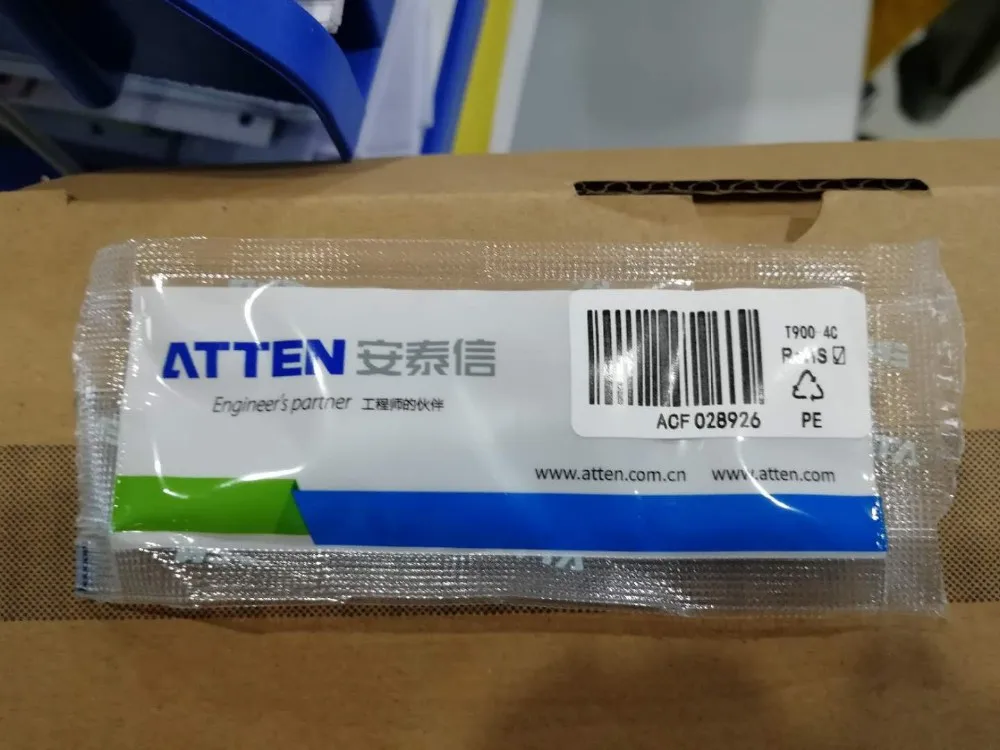 ATTEN 安泰信
Engineer's partner 工程师的伙伴
T900 4C
ACF 028926
PE
www.atten.com.cn www.atten.com